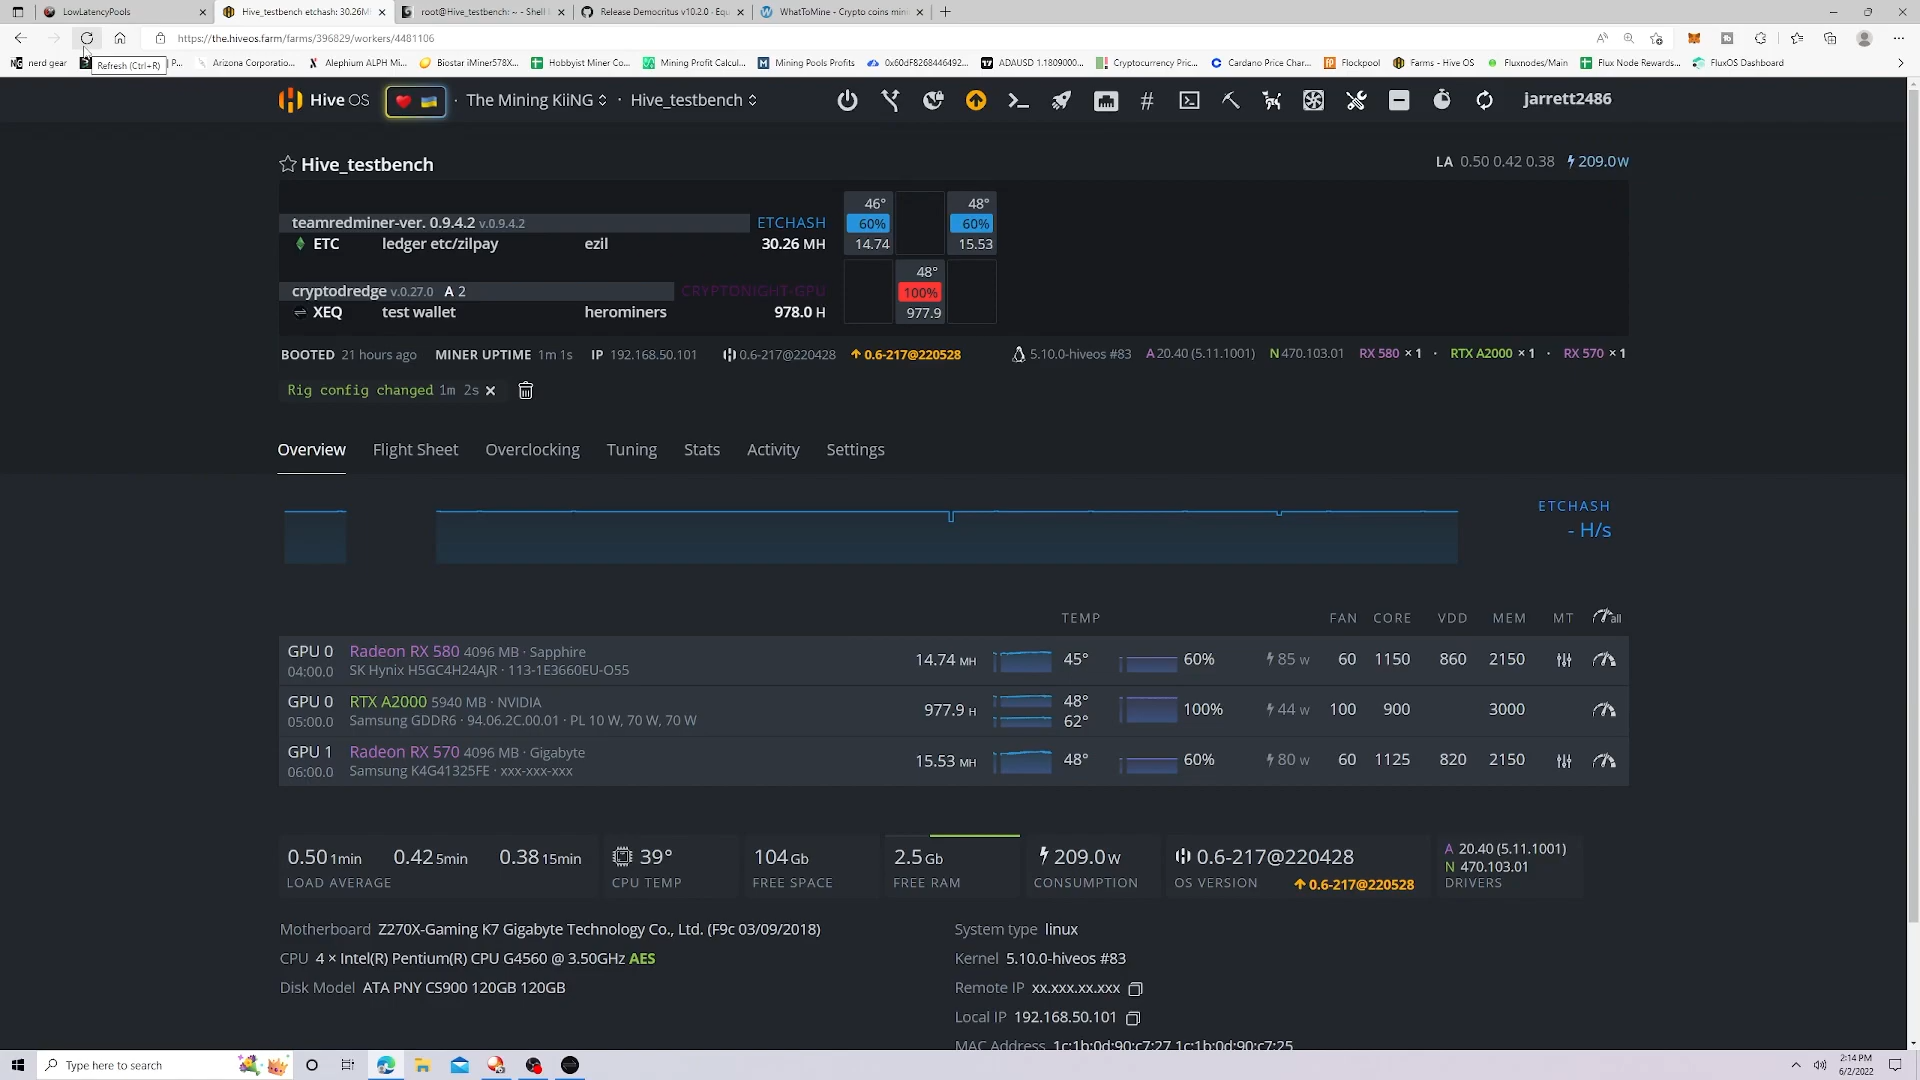 LowLatencyPools
Hive_testbench etchash: 30.26M
root@Hive_testbench: ~ - Shell I
Release Democritus v10.2.0 · Equ
WhatToMine - Crypto coins mini
https://the.hiveos.farm/farms/396829/workers/4481106
Refresh (Ctrl+R)
nerd gear
P...
Arizona Corporatio...
Alephium ALPH Mi...
Biostar iMiner578X...
Hobbyist Miner Co...
Mining Profit Calcul...
Mining Pools Profits
0x60df8268446492...
ADAUSD 1.1809000...
Cryptocurrency Pric...
Cardano Price Char...
Flockpool
Farms - Hive OS
Fluxnodes/Main
Flux Node Rewards...
FluxOS Dashboard
Hive OS
· The Mining KiiNG · Hive_testbench
jarrett2486
Hive_testbench
LA 0.50 0.42 0.38 209.0 W
teamredminer-ver. 0.9.4.2 v.0.9.4.2 ETCHASH
ETC ledger etc/zilpay ezil 30.26 MH
46° 48°
60% 60%
14.74 15.53
cryptodredge v.0.27.0 A 2 CRYPTONIGHT-GPU
XEQ test wallet herominers 978.0 H
48°
100%
977.9
BOOTED 21 hours ago MINER UPTIME 1m 1s IP 192.168.50.101 0.6-217@220428 0.6-217@220528
5.10.0-hiveos #83 A 20.40 (5.11.1001) N 470.103.01 RX 580 × 1 · RTX A2000 × 1 · RX 570 × 1
Rig config changed 1m 2s ×
Overview Flight Sheet Overclocking Tuning Stats Activity Settings
ETCHASH
- H/s
TEMP FAN CORE VDD MEM MT all
GPU 0 Radeon RX 580 4096 MB · Sapphire
04:00.0 SK Hynix H5GC4H24AJR · 113-1E3660EU-O55
14.74 MH 45° 60% 85 W 60 1150 860 2150
GPU 0 RTX A2000 5940 MB · NVIDIA
05:00.0 Samsung GDDR6 · 94.06.2C.00.01 · PL 10 W, 70 W, 70 W
977.9 H 48° 62° 100% 44 W 100 900 3000
GPU 1 Radeon RX 570 4096 MB · Gigabyte
06:00.0 Samsung K4G41325FE · xxx-xxx-xxx
15.53 MH 48° 60% 80 W 60 1125 820 2150
0.50 1min 0.42 5min 0.38 15min
LOAD AVERAGE
39°
CPU TEMP
104 Gb
FREE SPACE
2.5 Gb
FREE RAM
209.0 W
CONSUMPTION
0.6-217@220428
OS VERSION 0.6-217@220528
A 20.40 (5.11.1001)
N 470.103.01
DRIVERS
Motherboard Z270X-Gaming K7 Gigabyte Technology Co., Ltd. (F9c 03/09/2018)
CPU 4 × Intel(R) Pentium(R) CPU G4560 @ 3.50GHz AES
Disk Model ATA PNY CS900 120GB 120GB
System type linux
Kernel 5.10.0-hiveos #83
Remote IP xx.xxx.xx.xxx
Local IP 192.168.50.101
MAC Address 1c:1b:0d:90:c7:27 1c:1b:0d:90:c7:25
Type here to search
2:14 PM
6/2/2022